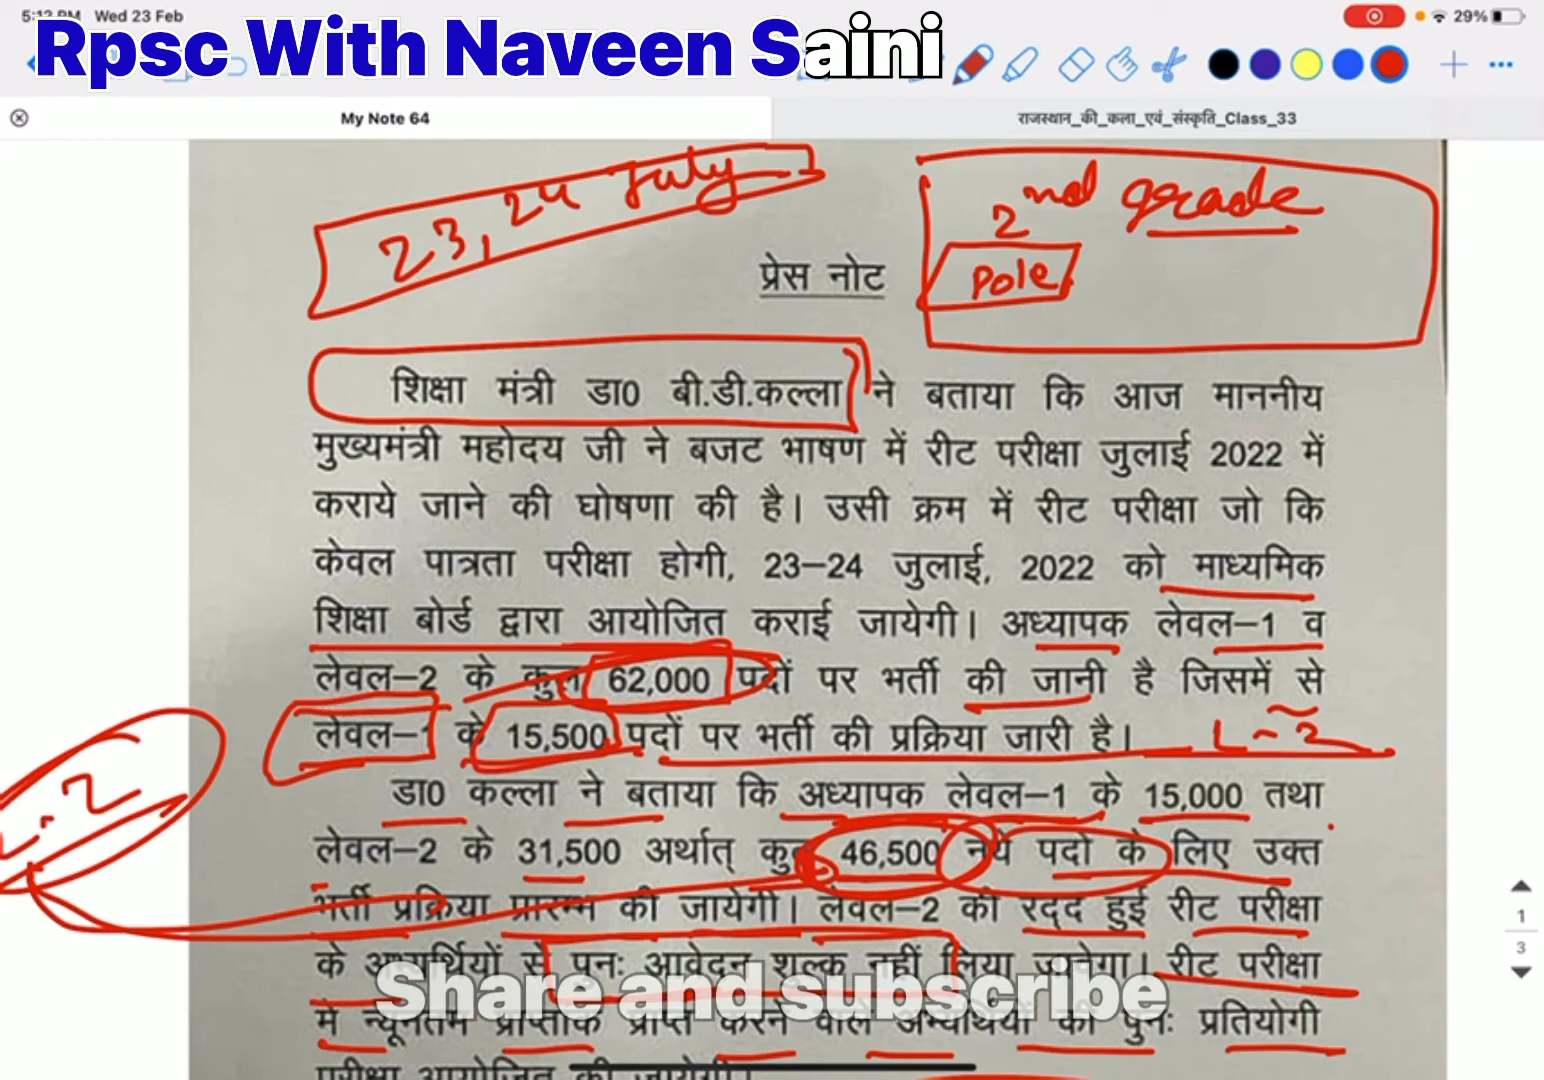 5:12 PM Wed 23 Feb
29%
Rpsc With Naveen Saini
My Note 64
राजस्थान_की_कला_एवं_संस्कृति_Class_33
23, 24 July
2nd grade
Pole
प्रेस नोट
शिक्षा मंत्री डा0 बी.डी.कल्ला ने बताया कि आज माननीय
मुख्यमंत्री महोदय जी ने बजट भाषण में रीट परीक्षा जुलाई 2022 में
कराये जाने की घोषणा की है। उसी क्रम में रीट परीक्षा जो कि
केवल पात्रता परीक्षा होगी, 23–24 जुलाई, 2022 को माध्यमिक
शिक्षा बोर्ड द्वारा आयोजित कराई जायेगी। अध्यापक लेवल–1 व
लेवल–2 के कुल 62,000 पदों पर भर्ती की जानी है जिसमें से
लेवल–1 के 15,500 पदों पर भर्ती की प्रक्रिया जारी है। L-2
डा0 कल्ला ने बताया कि अध्यापक लेवल–1 के 15,000 तथा
L-2
लेवल–2 के 31,500 अर्थात् कुल 46,500 नये पदो के लिए उक्त
भर्ती प्रक्रिया प्रारम्भ की जायेगी। लेवल–2 की रद्द हुई रीट परीक्षा
के अभ्यर्थियों से पुनः आवेदन शुल्क नहीं लिया जावेगा। रीट परीक्षा
Share and subscribe
में न्यूनतम प्राप्तांक प्राप्त करने वाले अभ्यर्थियों की पुनः प्रतियोगी
परीक्षा आयोजित की जायेगी।
1
3